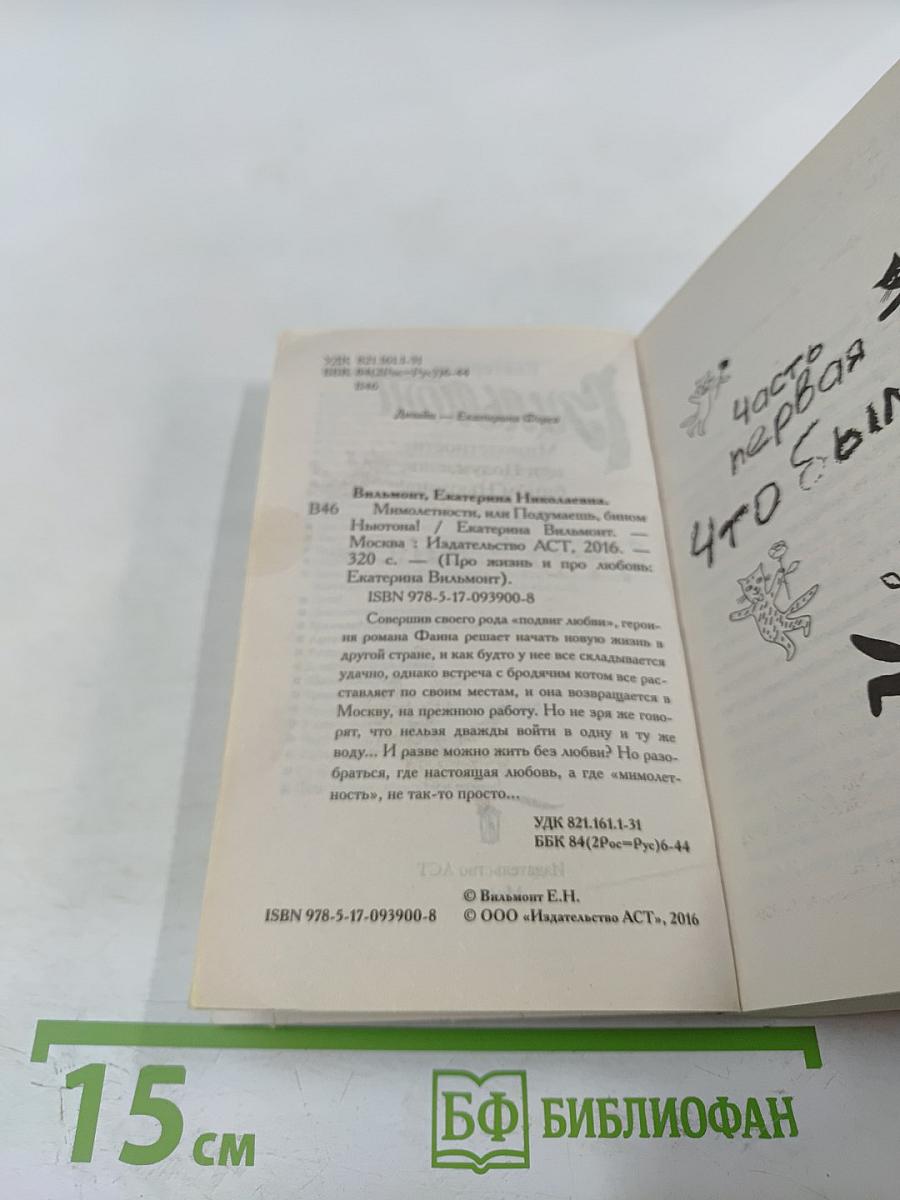 УДК 821.161.1-31
ББК 84(2Рос=Рус)6-44
В46
Дизайн — Екатерина
Вильмонт, Екатерина Николаевна.
В46 Мимолетности, или Подумаешь, бином
Ньютона! / Екатерина Вильмонт. —
Москва : Издательство АСТ, 2016. —
320 с. — (Про жизнь и про любовь:
Екатерина Вильмонт).
ISBN 978-5-17-093900-8
Совершив своего рода «подвиг любви», герои-
ня романа Фаина решает начать новую жизнь в
другой стране, и как будто у нее все складывается
удачно, однако встреча с бродячим котом все рас-
ставляет по своим местам, и она возвращается в
Москву, на прежнюю работу. Но не зря же гово-
рят, что нельзя дважды войти в одну и ту же
воду... И разве можно жить без любви? Но разо-
браться, где настоящая любовь, а где «мимолет-
ность», не так-то просто...
УДК 821.161.1-31
ББК 84(2Рос=Рус)6-44
© Вильмонт Е.Н.
ISBN 978-5-17-093900-8 © ООО «Издательство АСТ», 2016
часть
первая
что был
15 см
БФ БИБЛИОФАН